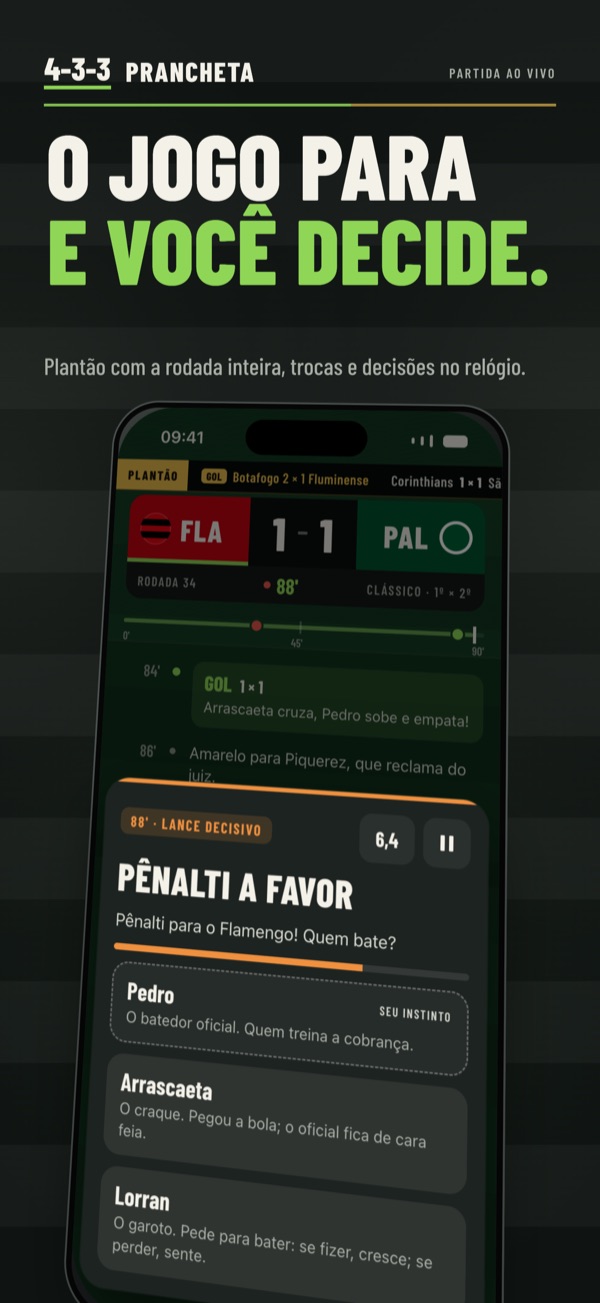 4-3-3 PRANCHETA
PARTIDA AO VIVO
O JOGO PARA
E VOCÊ DECIDE.
Plantão com a rodada inteira, trocas e decisões no relógio.
09:41
PLANTÃO GOL Botafogo 2 × 1 Fluminense Corinthians 1 × 1 Sã
FLA 1 - 1 PAL
RODADA 34 88' CLÁSSICO · 1º × 2º
0' 45' 90'
84' GOL 1 × 1
Arrascaeta cruza, Pedro sobe e empata!
86' Amarelo para Piquerez, que reclama do
juiz.
88' · LANCE DECISIVO 6,4
PÊNALTI A FAVOR
Pênalti para o Flamengo! Quem bate?
Pedro SEU INSTINTO
O batedor oficial. Quem treina a cobrança.
Arrascaeta
O craque. Pegou a bola; o oficial fica de cara
feia.
Lorran
O garoto. Pede para bater: se fizer, cresce; se
perder, sente.